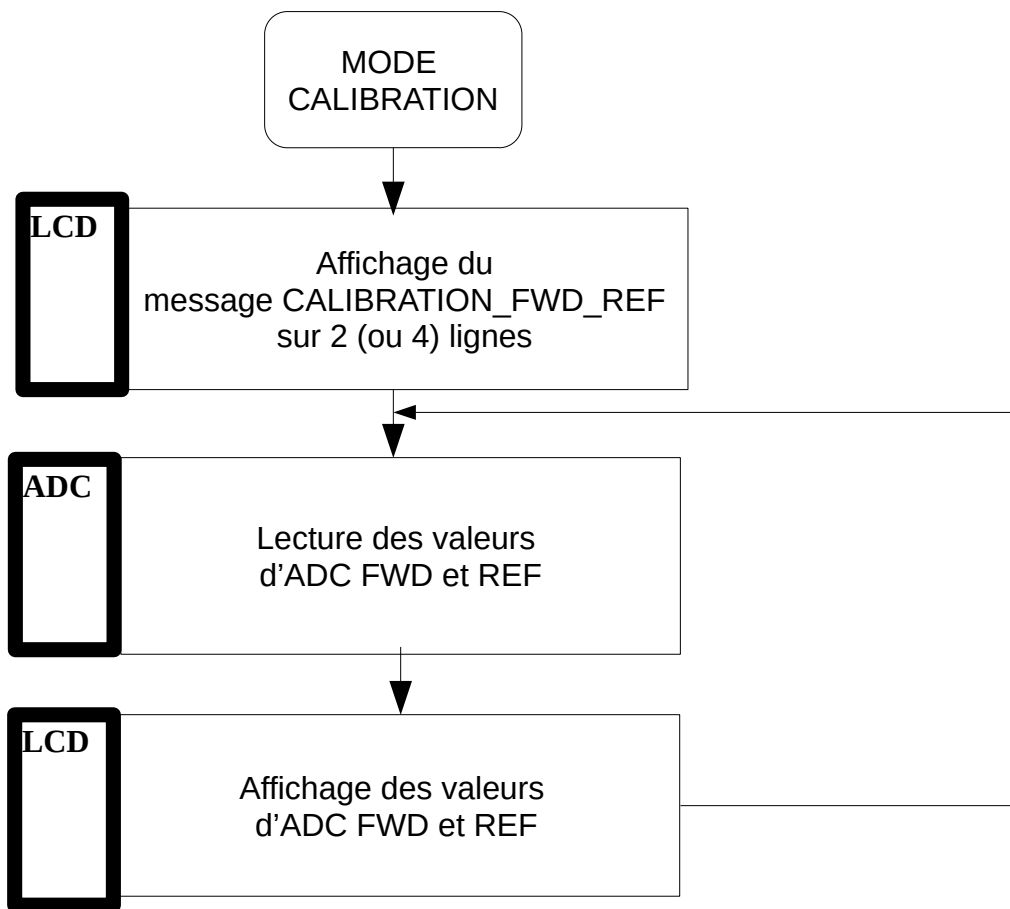 MODE
CALIBRATION
LCD
Affichage du
message CALIBRATION_FWD_REF
sur 2 (ou 4) lignes
ADC
Lecture des valeurs
d’ADC FWD et REF
LCD
Affichage des valeurs
d’ADC FWD et REF